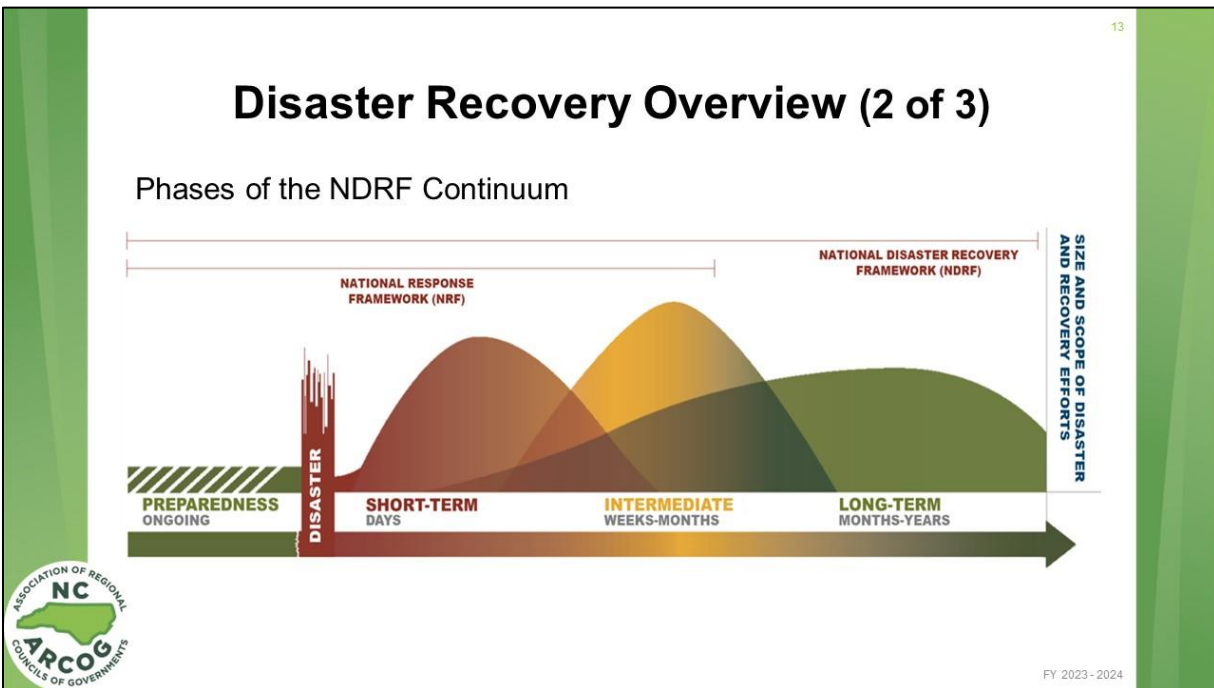 13
Disaster Recovery Overview (2 of 3)
Phases of the NDRF Continuum
NATIONAL DISASTER RECOVERY
FRAMEWORK (NDRF)
NATIONAL RESPONSE
FRAMEWORK (NRF)
SIZE AND SCOPE OF DISASTER
AND RECOVERY EFFORTS
DISASTER
PREPAREDNESS
ONGOING
SHORT-TERM
DAYS
INTERMEDIATE
WEEKS-MONTHS
LONG-TERM
MONTHS-YEARS
ASSOCIATION OF REGIONAL
NC
ARCOG
COUNCILS OF GOVERNMENTS
FY 2023 - 2024